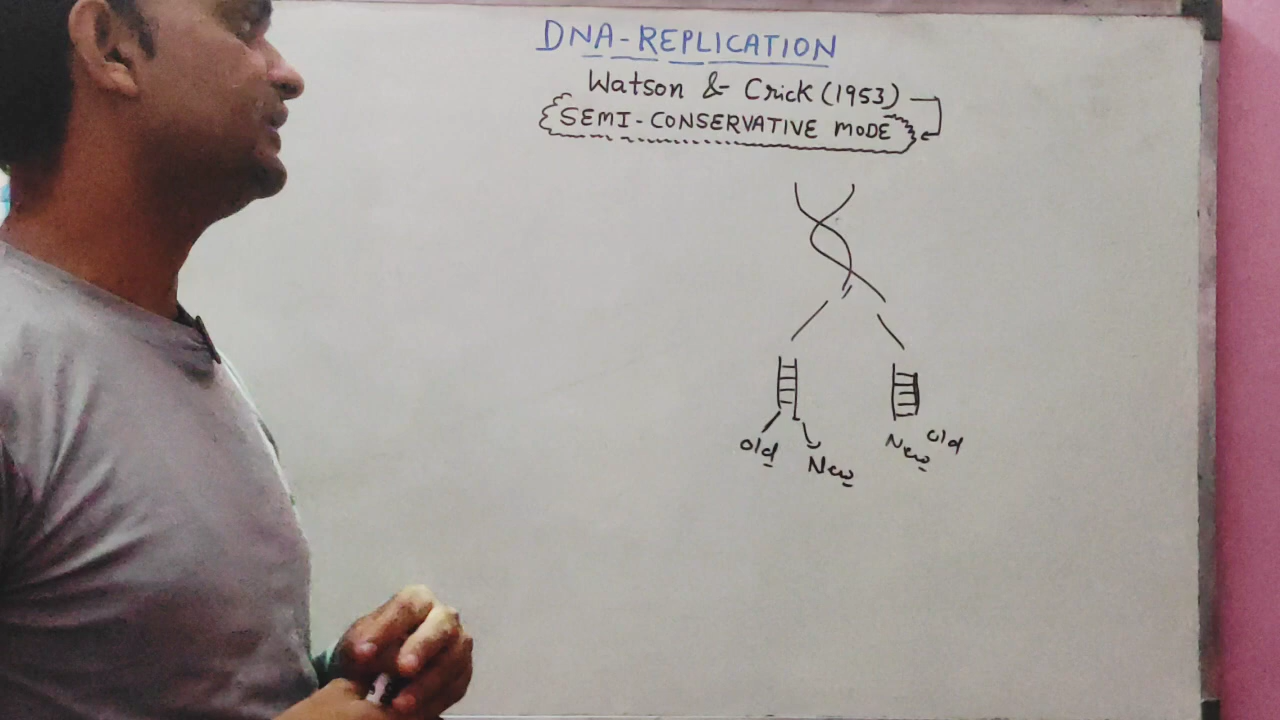 DNA-REPLICATION
Watson & Crick (1953)
SEMI-CONSERVATIVE MODE
Old
New
New
Old